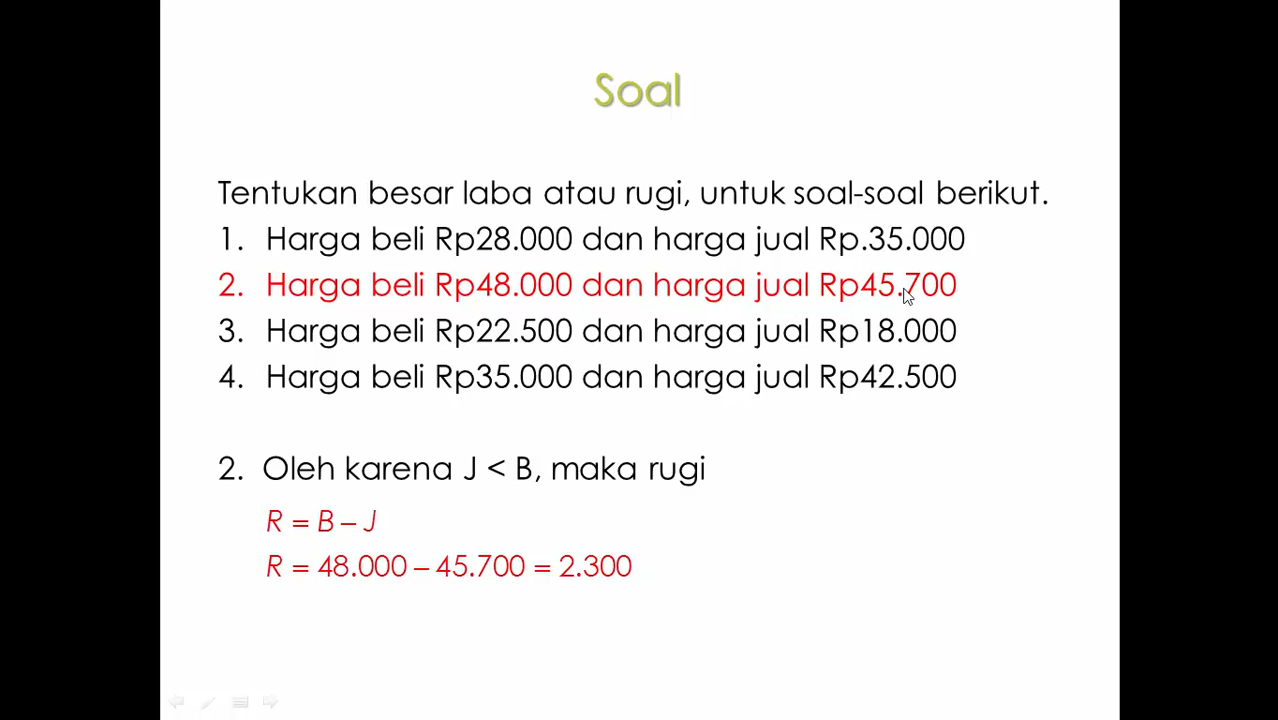 Soal
Tentukan besar laba atau rugi, untuk soal-soal berikut.
1. Harga beli Rp28.000 dan harga jual Rp.35.000
2. Harga beli Rp48.000 dan harga jual Rp45.700
3. Harga beli Rp22.500 dan harga jual Rp18.000
4. Harga beli Rp35.000 dan harga jual Rp42.500
2. Oleh karena J < B, maka rugi
R = B – J
R = 48.000 – 45.700 = 2.300